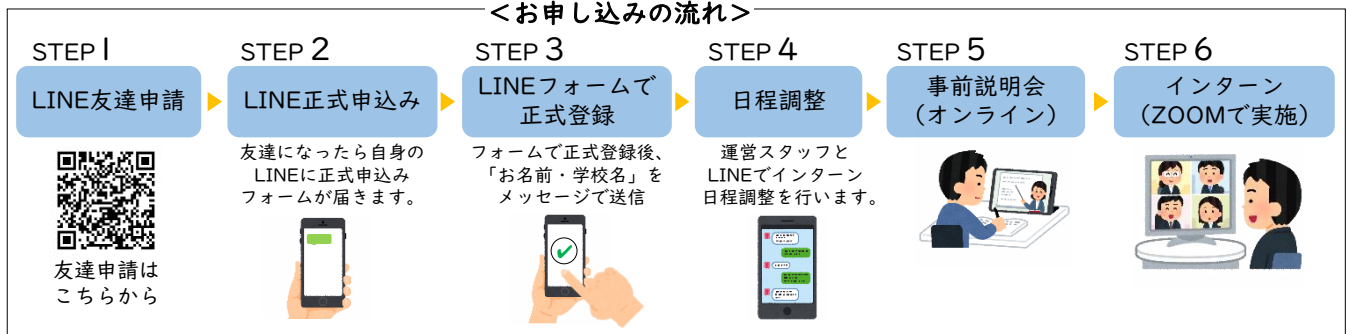 ＜お申し込みの流れ＞
STEP 1
LINE友達申請
友達申請は
こちらから
STEP 2
LINE正式申込み
友達になったら自身の
LINEに正式申込み
フォームが届きます。
STEP 3
LINEフォームで
正式登録
フォームで正式登録後、
「お名前・学校名」を
メッセージで送信
STEP 4
日程調整
運営スタッフと
LINEでインターン
日程調整を行います。
STEP 5
事前説明会
（オンライン）
STEP 6
インターン
（ZOOMで実施）